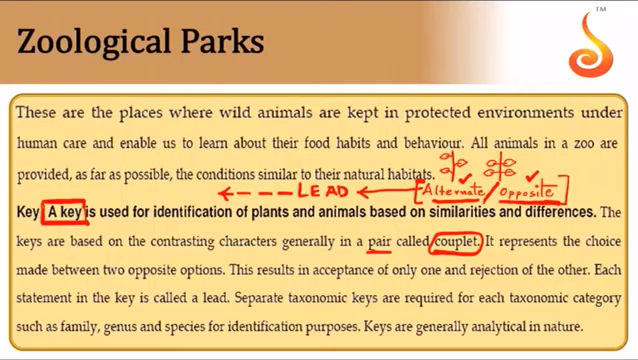 Zoological Parks
TM
These are the places where wild animals are kept in protected environments under
human care and enable us to learn about their food habits and behaviour. All animals in a zoo are
provided, as far as possible, the conditions similar to their natural habitats.
LEAD Alternate / Opposite
Key A key is used for identification of plants and animals based on similarities and differences. The
keys are based on the contrasting characters generally in a pair called couplet. It represents the choice
made between two opposite options. This results in acceptance of only one and rejection of the other. Each
statement in the key is called a lead. Separate taxonomic keys are required for each taxonomic category
such as family, genus and species for identification purposes. Keys are generally analytical in nature.